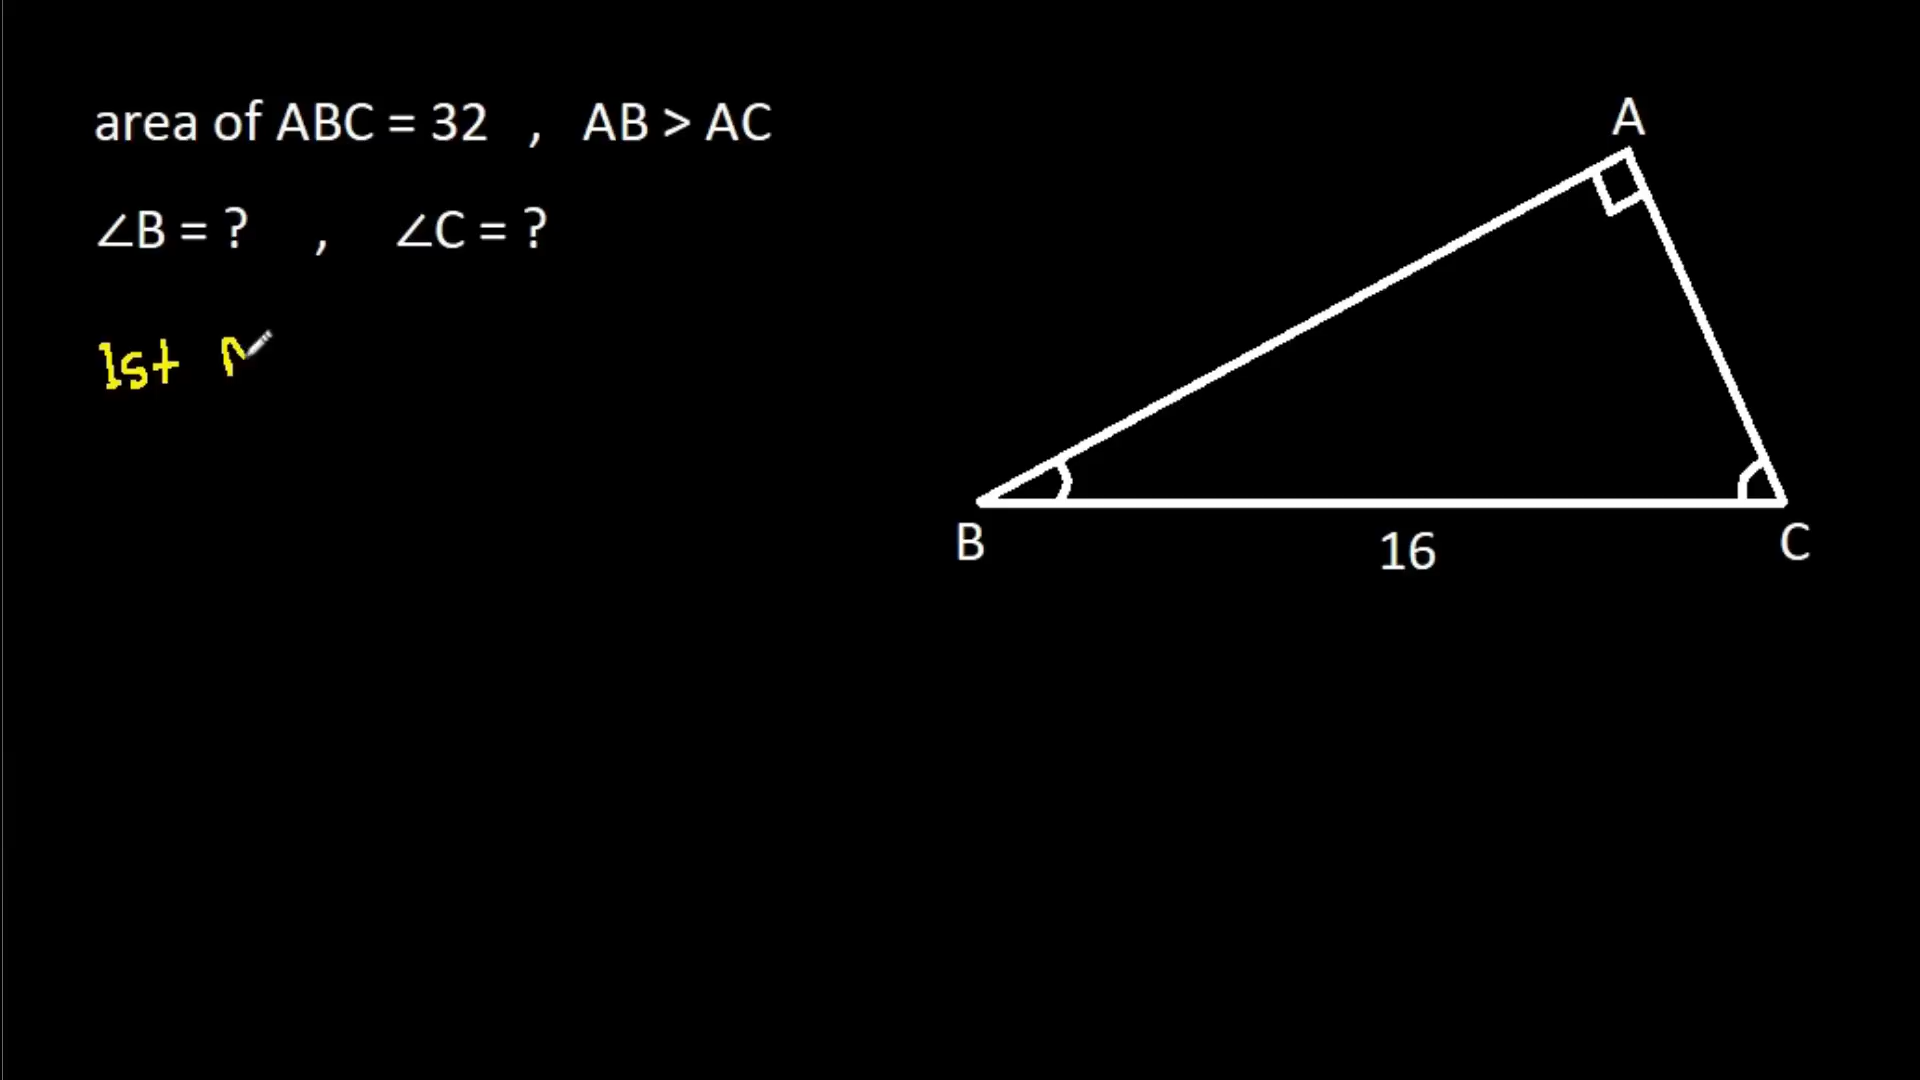 area of ABC = 32 , AB > AC
A
∠B = ? , ∠C = ?
1st
B
C
16